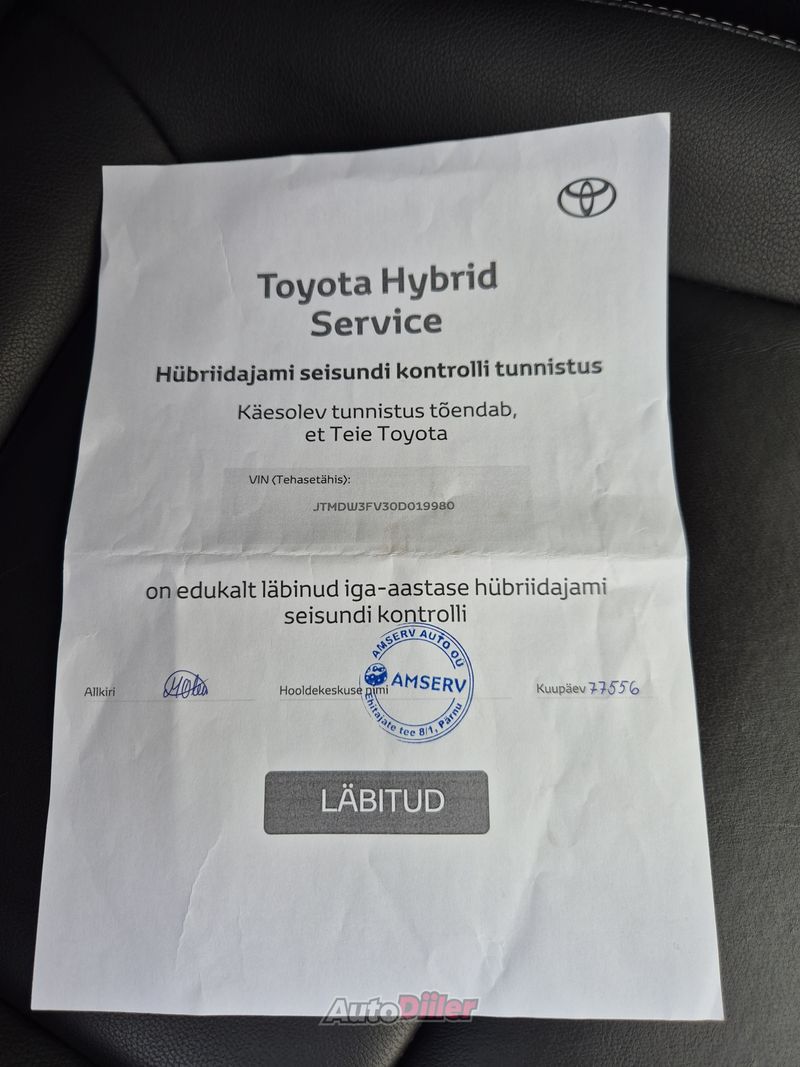 Toyota Hybrid
Service
Hübriidajami seisundi kontrolli tunnistus
Käesolev tunnistus tõendab,
et Teie Toyota
VIN (Tehasetähis):
JTMDW3FV30D019980
on edukalt läbinud iga-aastase hübriidajami
seisundi kontrolli
Allkiri
Hooldekeskuse nimi
AMSERV AUTO OÜ
AMSERV
Ehitajate tee 8/1, Pärnu
Kuupäev 77556
LÄBITUD
AutoDiiler